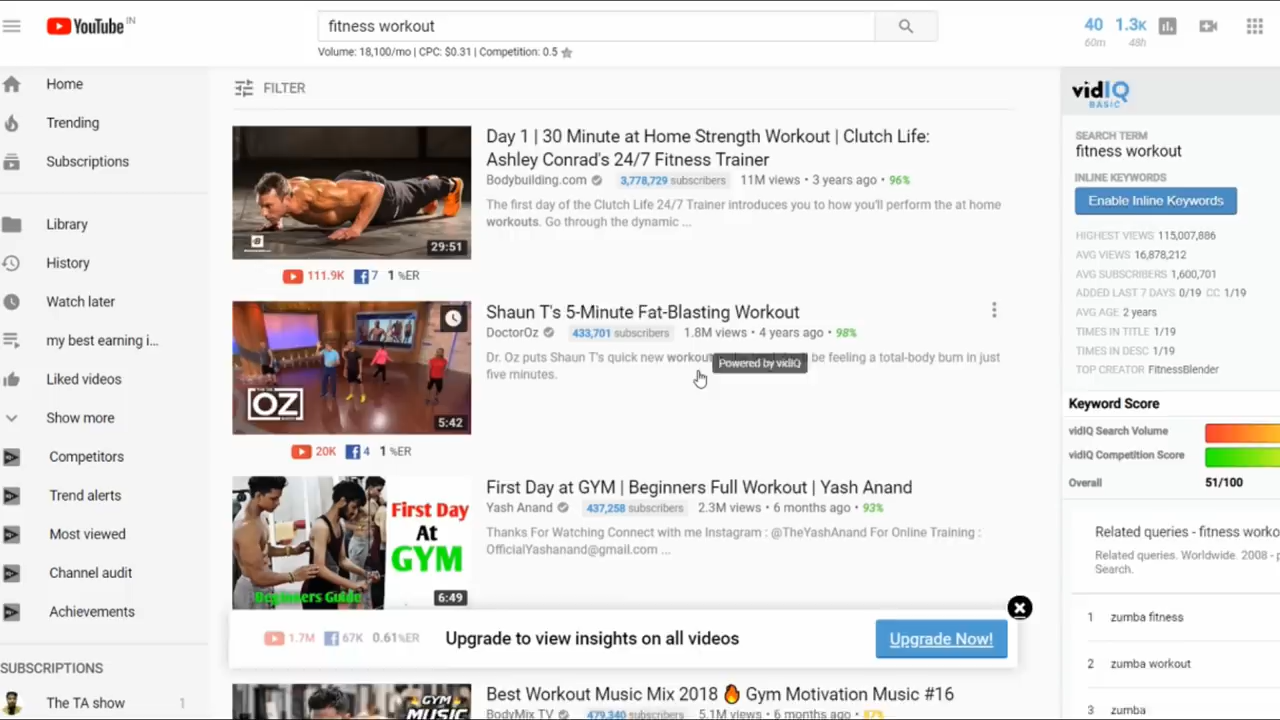 YouTube IN
fitness workout
Volume: 18,100/mo | CPC: $0.31 | Competition: 0.5
40 1.3K
60m 48h
Home
Trending
Subscriptions
Library
History
Watch later
my best earning i...
Liked videos
Show more
Competitors
Trend alerts
Most viewed
Channel audit
Achievements
SUBSCRIPTIONS
The TA show 1
FILTER
Day 1 | 30 Minute at Home Strength Workout | Clutch Life:
Ashley Conrad's 24/7 Fitness Trainer
Bodybuilding.com 3,778,729 subscribers 11M views • 3 years ago • 96%
The first day of the Clutch Life 24/7 Trainer introduces you to how you'll perform the at home
workouts. Go through the dynamic ...
29:51
111.9K 7 1 %ER
Shaun T's 5-Minute Fat-Blasting Workout
DoctorOz 433,701 subscribers 1.8M views • 4 years ago • 98%
Dr. Oz puts Shaun T's quick new workout be feeling a total-body burn in just
Powered by vidIQ
five minutes.
THE DR. OZ SHOW
5:42
20K 4 1 %ER
First Day at GYM | Beginners Full Workout | Yash Anand
Yash Anand 437,258 subscribers 2.3M views • 6 months ago • 93%
Thanks For Watching Connect with me Instagram : @TheYashAnand For Online Training :
OfficialYashanand@gmail.com ...
First Day
At
GYM
Beginners Guide
6:49
1.7M 67K 0.61%ER
Upgrade to view insights on all videos
Upgrade Now!
Best Workout Music Mix 2018 🔥 Gym Motivation Music #16
BodyMix TV 479,340 subscribers 5.1M views • 6 months ago • 87%
GYM
MUSIC
vidIQ
BASIC
SEARCH TERM
fitness workout
INLINE KEYWORDS
Enable Inline Keywords
HIGHEST VIEWS 115,007,886
AVG VIEWS 16,878,212
AVG SUBSCRIBERS 1,600,701
ADDED LAST 7 DAYS 0/19 CC 1/19
AVG AGE 2 years
TIMES IN TITLE 1/19
TIMES IN DESC 1/19
TOP CREATOR FitnessBlender
Keyword Score
vidIQ Search Volume
vidIQ Competition Score
Overall 51/100
Related queries - fitness worko
Related queries. Worldwide. 2008 - p
Search.
1 zumba fitness
2 zumba workout
3 zumba